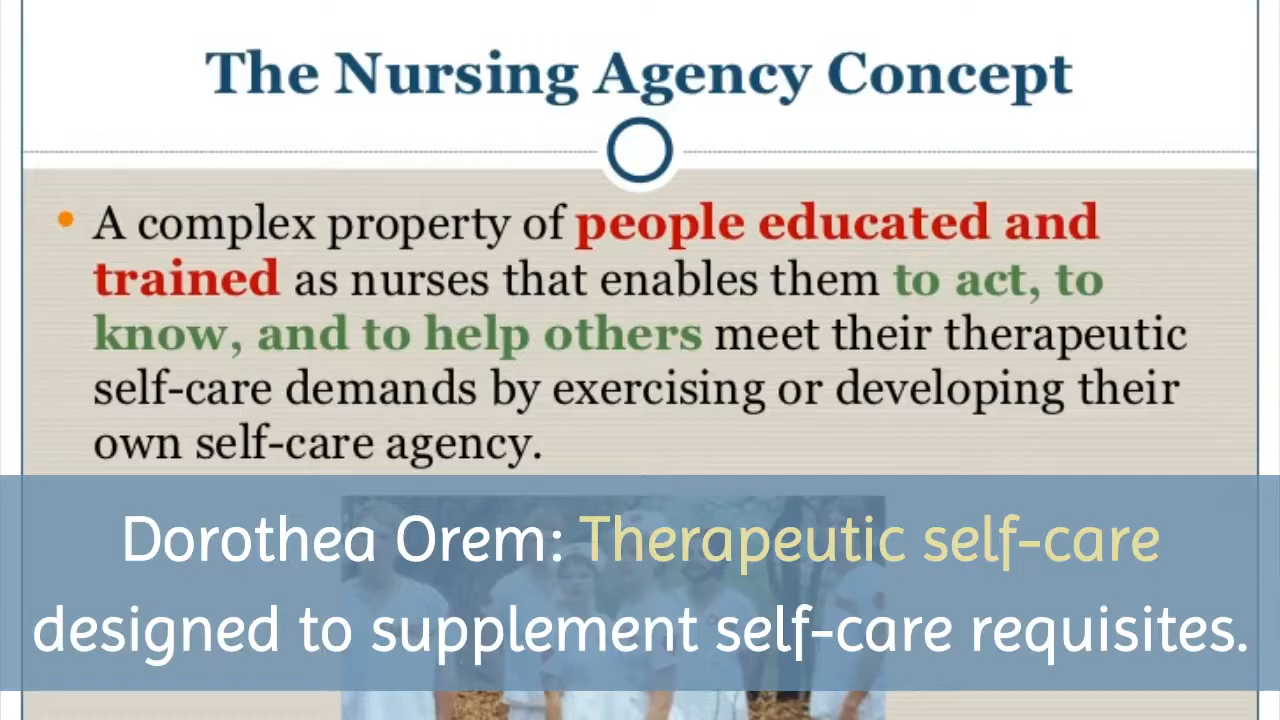 The Nursing Agency Concept
• A complex property of people educated and
trained as nurses that enables them to act, to
know, and to help others meet their therapeutic
self-care demands by exercising or developing their
own self-care agency.
Dorothea Orem: Therapeutic self-care
designed to supplement self-care requisites.